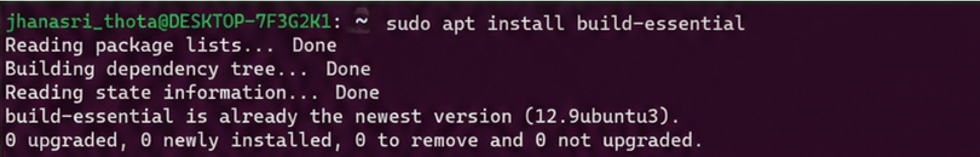 jhanasri_thota@DESKTOP-7F3G2K1: ~ sudo apt install build-essential
Reading package lists... Done
Building dependency tree... Done
Reading state information... Done
build-essential is already the newest version (12.9ubuntu3).
0 upgraded, 0 newly installed, 0 to remove and 0 not upgraded.